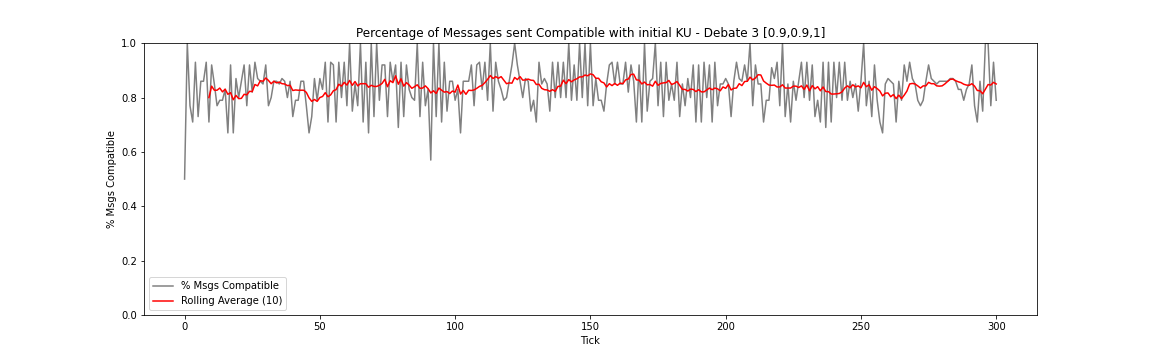 Percentage of Messages sent Compatible with initial KU - Debate 3 [0.9,0.9,1]
1.0
0.8
0.6
0.4
0.2
0.0
% Msgs Compatible
% Msgs Compatible
Rolling Average (10)
0 50 100 150 200 250 300
Tick